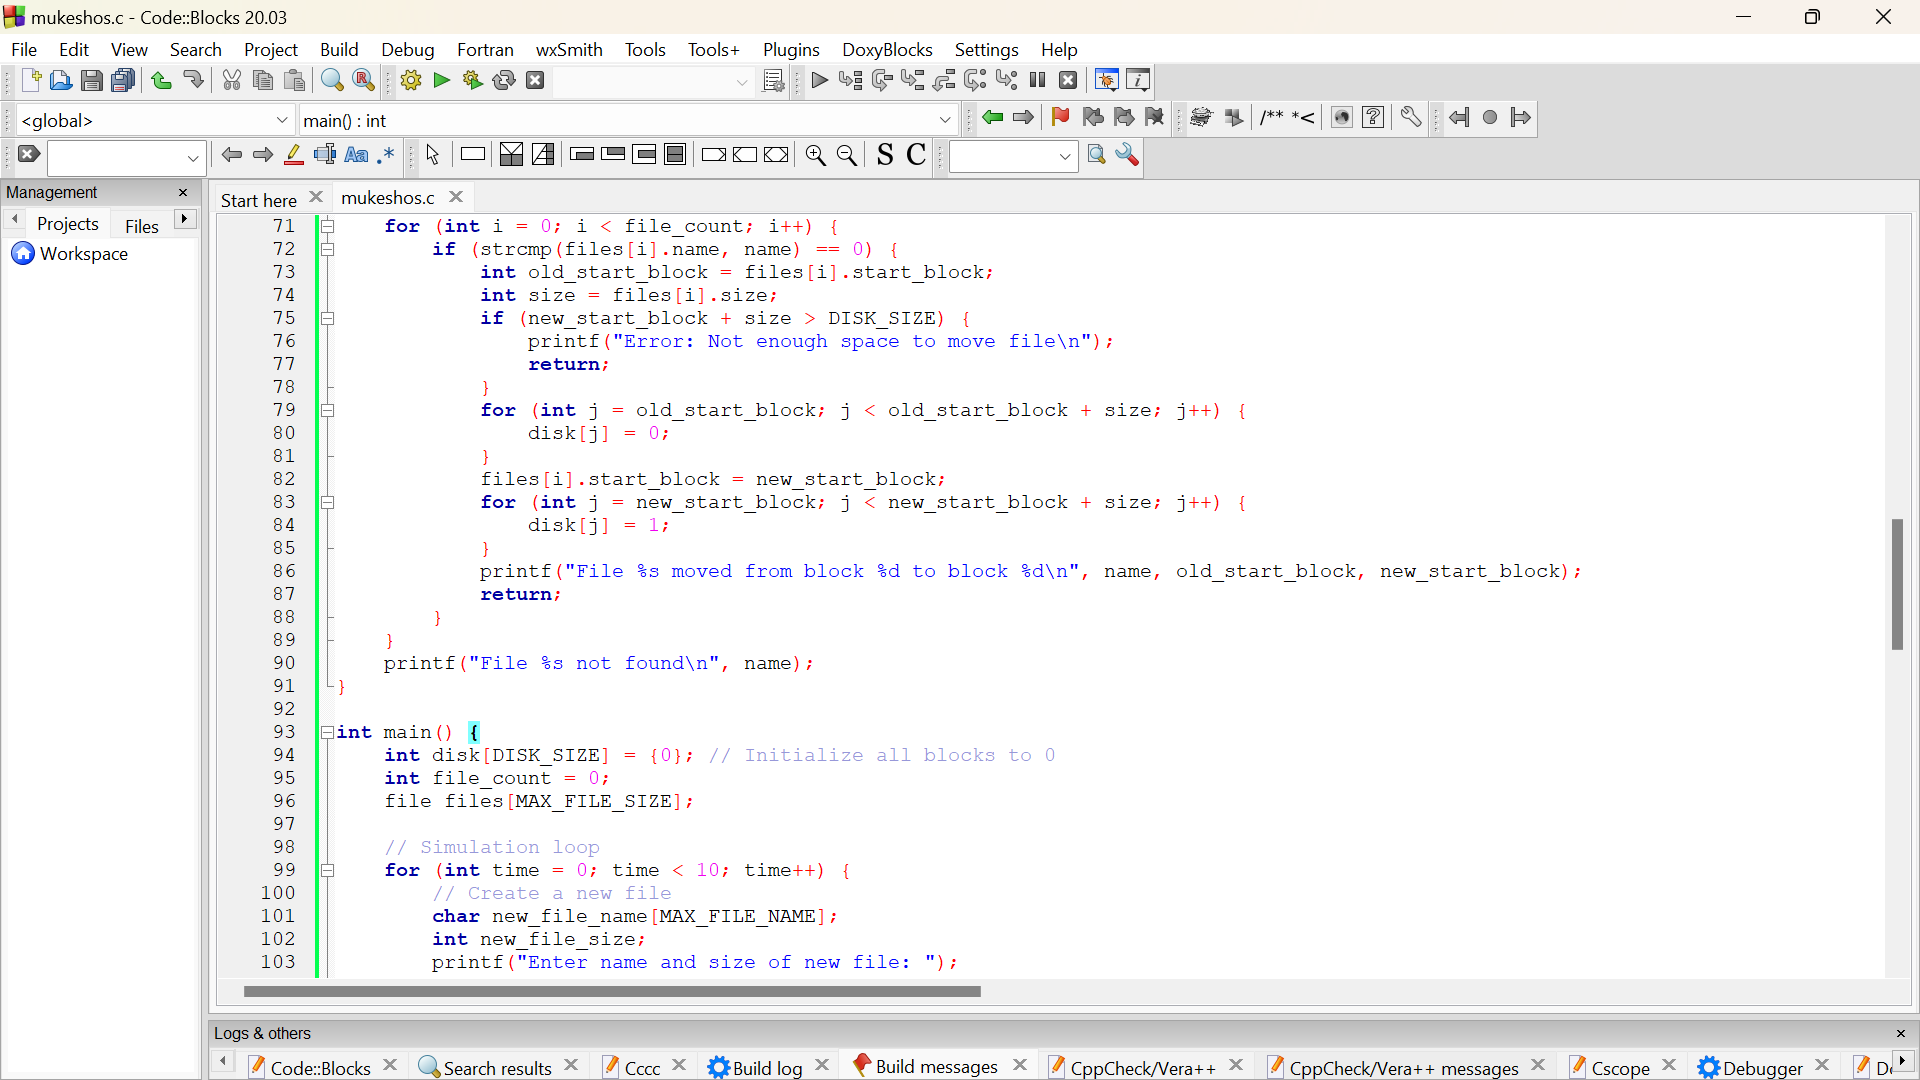 mukeshos.c - Code::Blocks 20.03
File Edit View Search Project Build Debug Fortran wxSmith Tools Tools+ Plugins DoxyBlocks Settings Help
<global> main() : int /** *<
Aa .* S C
Management
Projects Files
Workspace
Start here mukeshos.c
71     for (int i = 0; i < file_count; i++) {
72         if (strcmp(files[i].name, name) == 0) {
73             int old_start_block = files[i].start_block;
74             int size = files[i].size;
75             if (new_start_block + size > DISK_SIZE) {
76                 printf("Error: Not enough space to move file\n");
77                 return;
78             }
79             for (int j = old_start_block; j < old_start_block + size; j++) {
80                 disk[j] = 0;
81             }
82             files[i].start_block = new_start_block;
83             for (int j = new_start_block; j < new_start_block + size; j++) {
84                 disk[j] = 1;
85             }
86             printf("File %s moved from block %d to block %d\n", name, old_start_block, new_start_block);
87             return;
88         }
89     }
90     printf("File %s not found\n", name);
91 }
92
93 int main() {
94     int disk[DISK_SIZE] = {0}; // Initialize all blocks to 0
95     int file_count = 0;
96     file files[MAX_FILE_SIZE];
97
98     // Simulation loop
99     for (int time = 0; time < 10; time++) {
100         // Create a new file
101         char new_file_name[MAX_FILE_NAME];
102         int new_file_size;
103         printf("Enter name and size of new file: ");
Logs & others
Code::Blocks Search results Cccc Build log Build messages CppCheck/Vera++ CppCheck/Vera++ messages Cscope Debugger